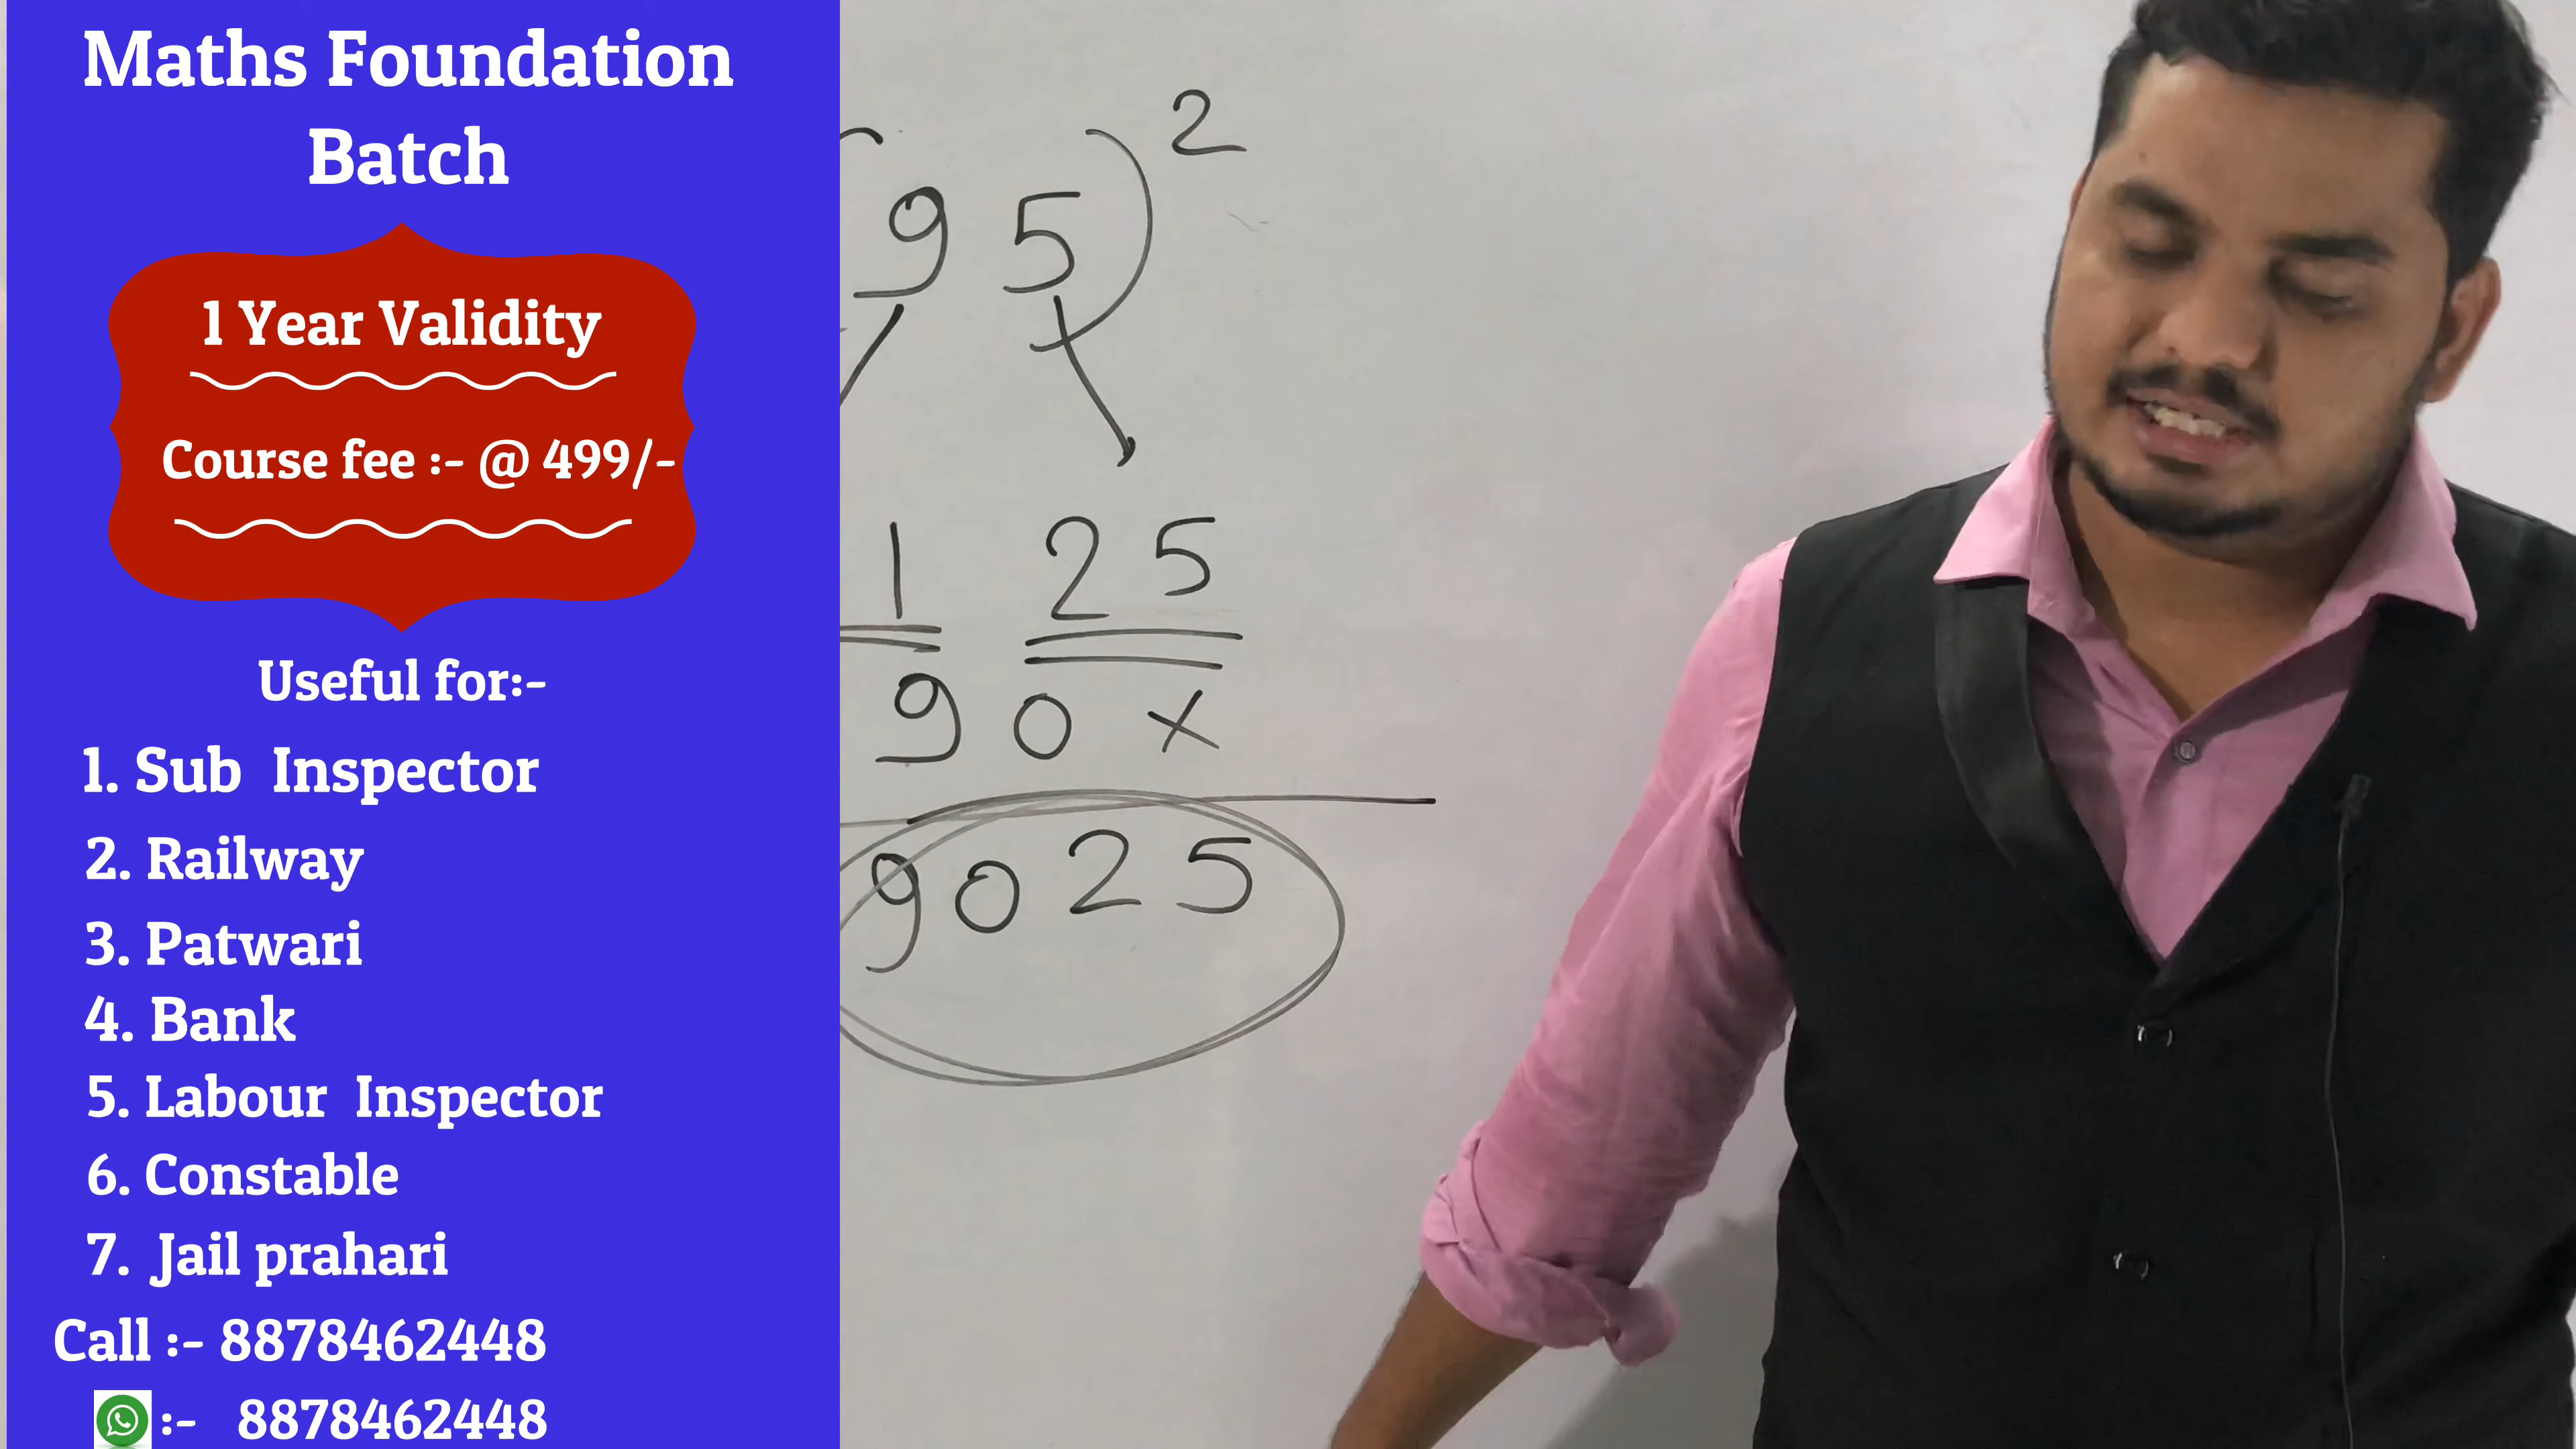 Maths Foundation
Batch
1 Year Validity
Course fee :- @ 499/-
Useful for:-
1. Sub Inspector
2. Railway
3. Patwari
4. Bank
5. Labour Inspector
6. Constable
7. Jail prahari
Call :- 8878462448
:- 8878462448
95)²
1 25
90×
9025